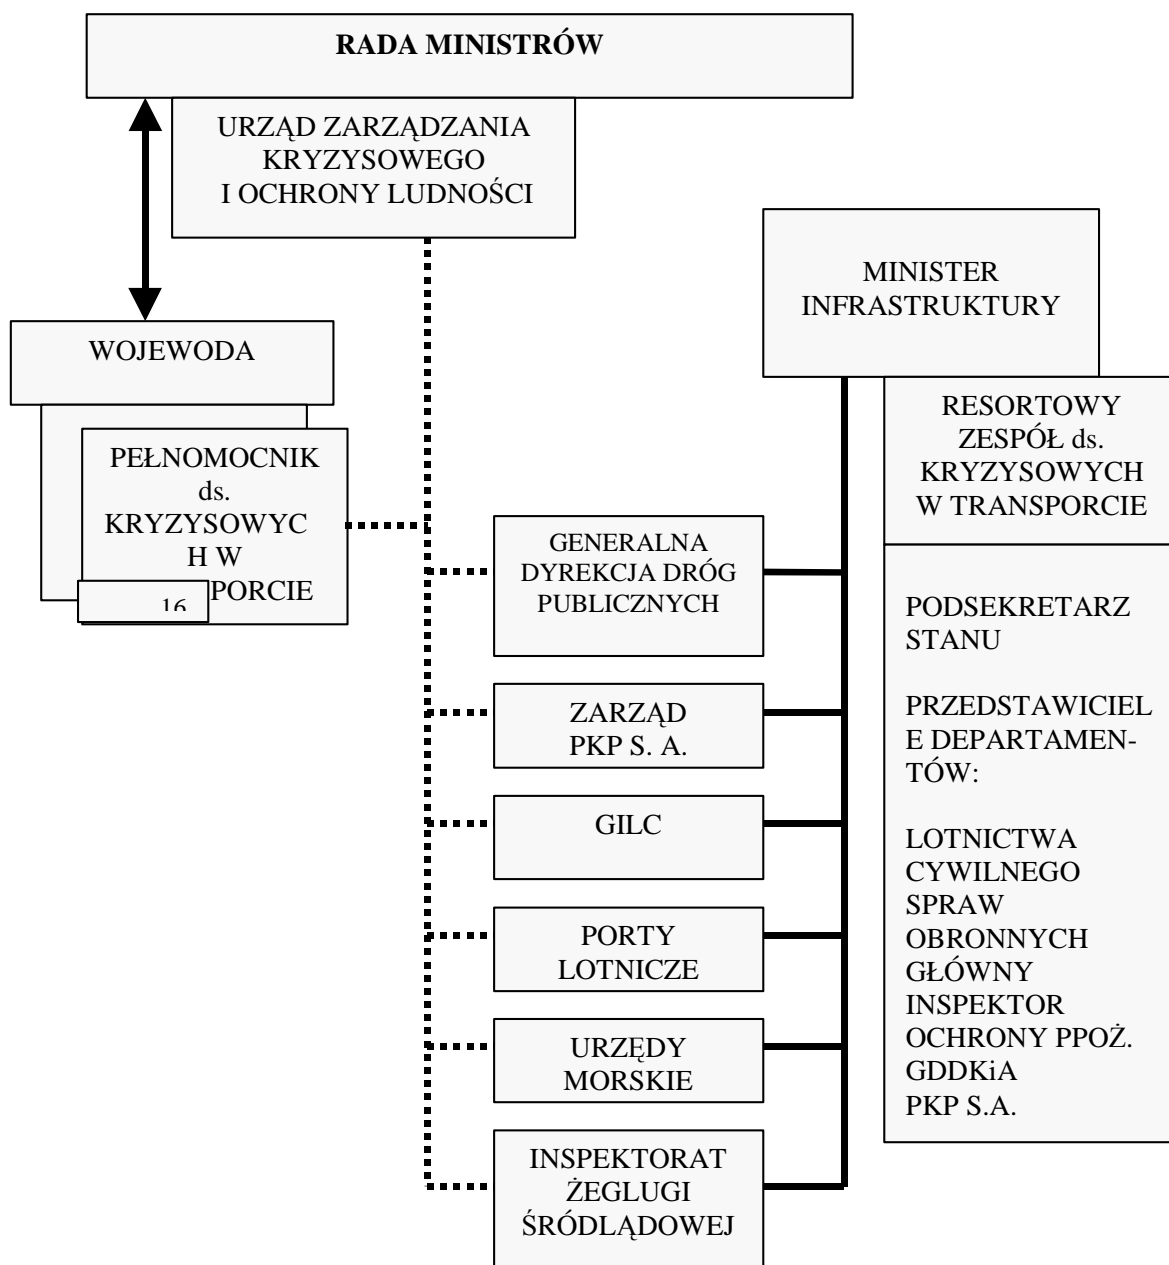 RADA MINISTRÓW
URZĄD ZARZĄDZANIA
KRYZYSOWEGO
I OCHRONY LUDNOŚCI
MINISTER
INFRASTRUKTURY
WOJEWODA
PEŁNOMOCNIK
ds.
KRYZYSOWYC
H W
PORCIE
16
RESORTOWY
ZESPÓŁ ds.
KRYZYSOWYCH
W TRANSPORCIE
GENERALNA
DYREKCJA DRÓG
PUBLICZNYCH
ZARZĄD
PKP S. A.
GILC
PORTY
LOTNICZE
URZĘDY
MORSKIE
INSPEKTORAT
ŻEGLUGI
ŚRÓDLĄDOWEJ
PODSEKRETARZ
STANU
PRZEDSTAWICIEL
E DEPARTAMEN-
TÓW:
LOTNICTWA
CYWILNEGO
SPRAW
OBRONNYCH
GŁÓWNY
INSPEKTOR
OCHRONY PPOŻ.
GDDKiA
PKP S.A.